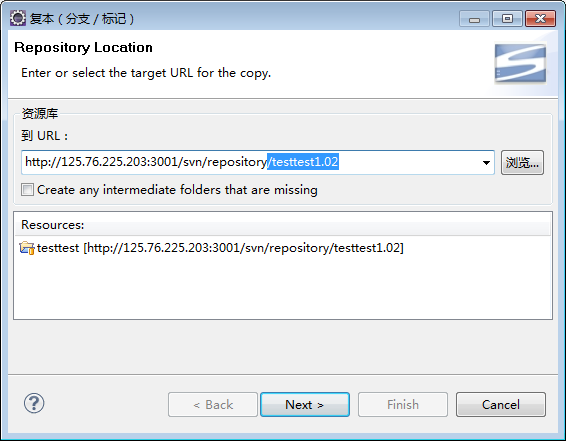 复本（分支／标记）
Repository Location
Enter or select the target URL for the copy.
资源库
到 URL：
http://125.76.225.203:3001/svn/repository/testtest1.02
浏览...
Create any intermediate folders that are missing
Resources:
testtest [http://125.76.225.203:3001/svn/repository/testtest1.02]
?
< Back
Next >
Finish
Cancel